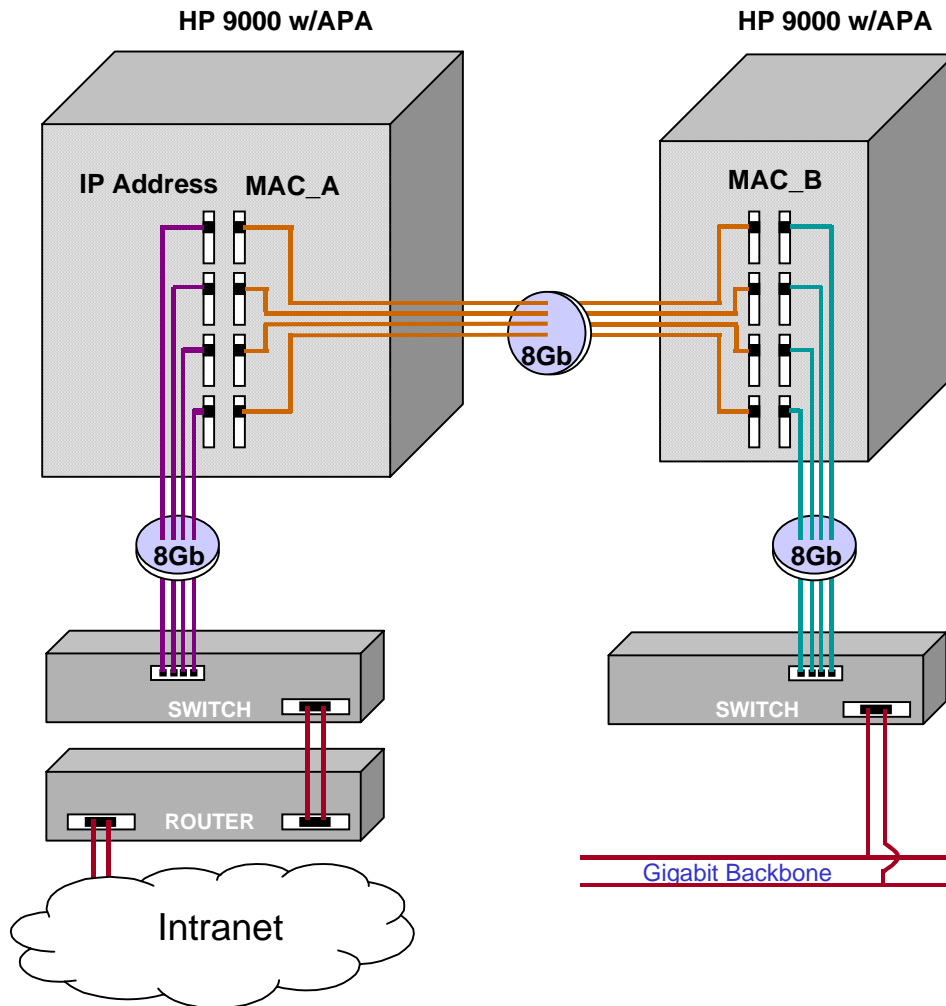 HP 9000 w/APA
HP 9000 w/APA
IP Address
MAC_A
MAC_B
8Gb
8Gb
8Gb
SWITCH
SWITCH
ROUTER
Gigabit Backbone
Intranet